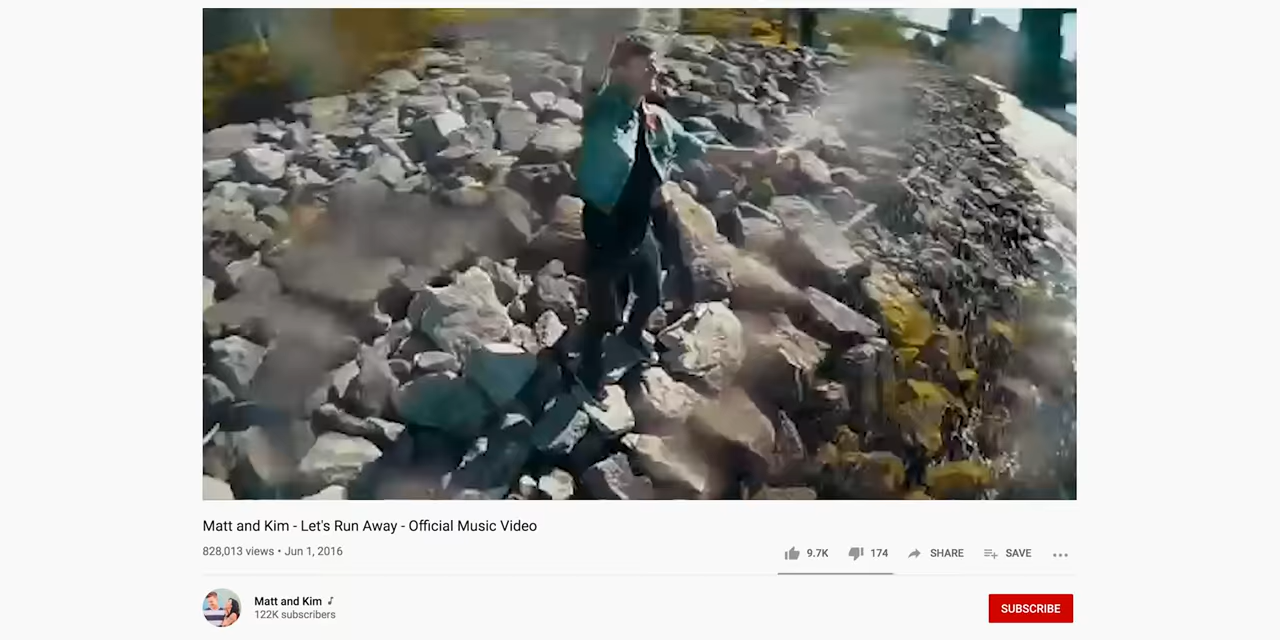 Matt and Kim - Let's Run Away - Official Music Video
828,013 views • Jun 1, 2016
9.7K 174 SHARE SAVE
Matt and Kim
122K subscribers
SUBSCRIBE